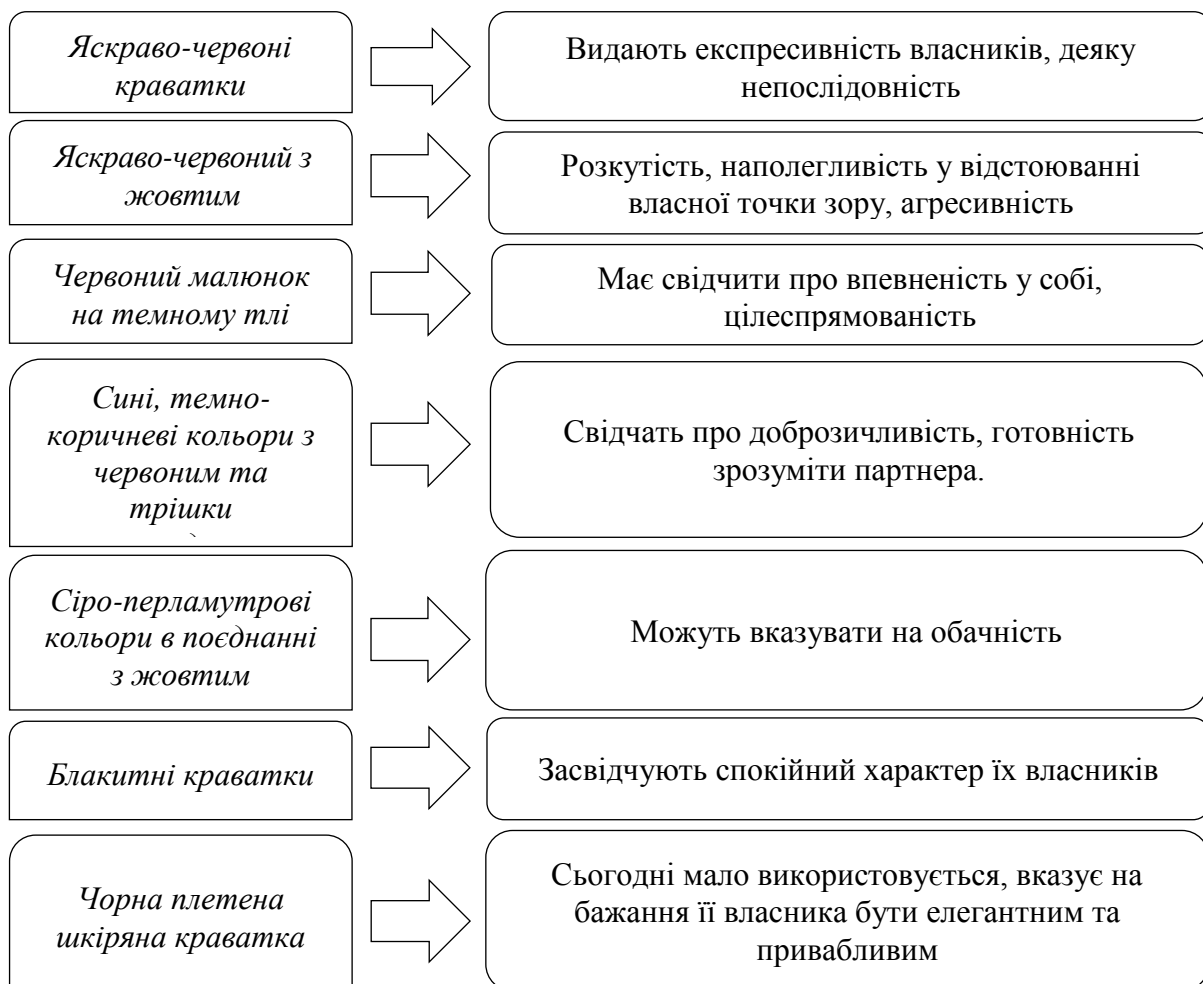 Яскраво-червоні
краватки
Видають експресивність власників, деяку
непослідовність
Яскраво-червоний з
жовтим
Розкутість, наполегливість у відстоюванні
власної точки зору, агресивність
Червоний малюнок
на темному тлі
Має свідчити про впевненість у собі,
цілеспрямованість
Сині, темно-
коричневі кольори з
червоним та
трішки
Свідчать про доброзичливість, готовність
зрозуміти партнера.
Сіро-перламутрові
кольори в поєднанні
з жовтим
Можуть вказувати на обачність
Блакитні краватки
Засвідчують спокійний характер їх власників
Чорна плетена
шкіряна краватка
Сьогодні мало використовується, вказує на
бажання її власника бути елегантним та
привабливим